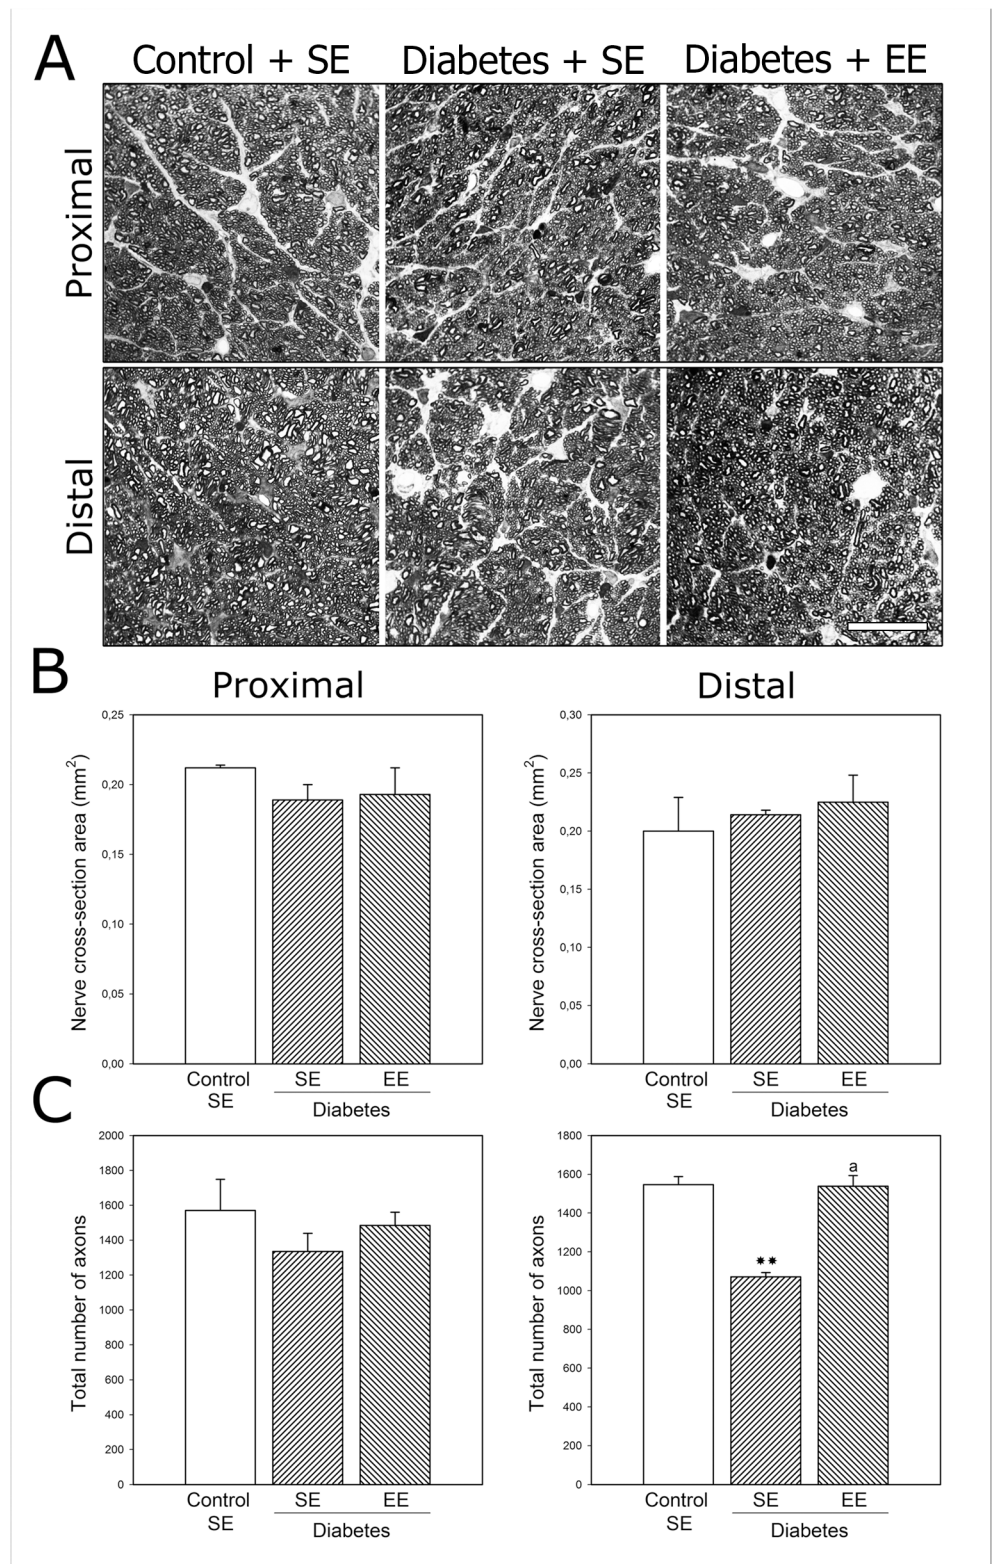 A
Control + SE
Diabetes + SE
Diabetes + EE
Proximal
Distal
B
Proximal
Nerve cross-section area (mm²)
0,25
0,20
0,15
0,10
0,05
0,00
Control
SE
SE
EE
Diabetes
Distal
Nerve cross-section area (mm²)
0,30
0,25
0,20
0,15
0,10
0,05
0,00
Control
SE
SE
EE
Diabetes
C
Total number of axons
2000
1800
1600
1400
1200
1000
800
600
400
200
0
Control
SE
SE
EE
Diabetes
Total number of axons
1800
1600
1400
1200
1000
800
600
400
200
0
**
a
Control
SE
SE
EE
Diabetes